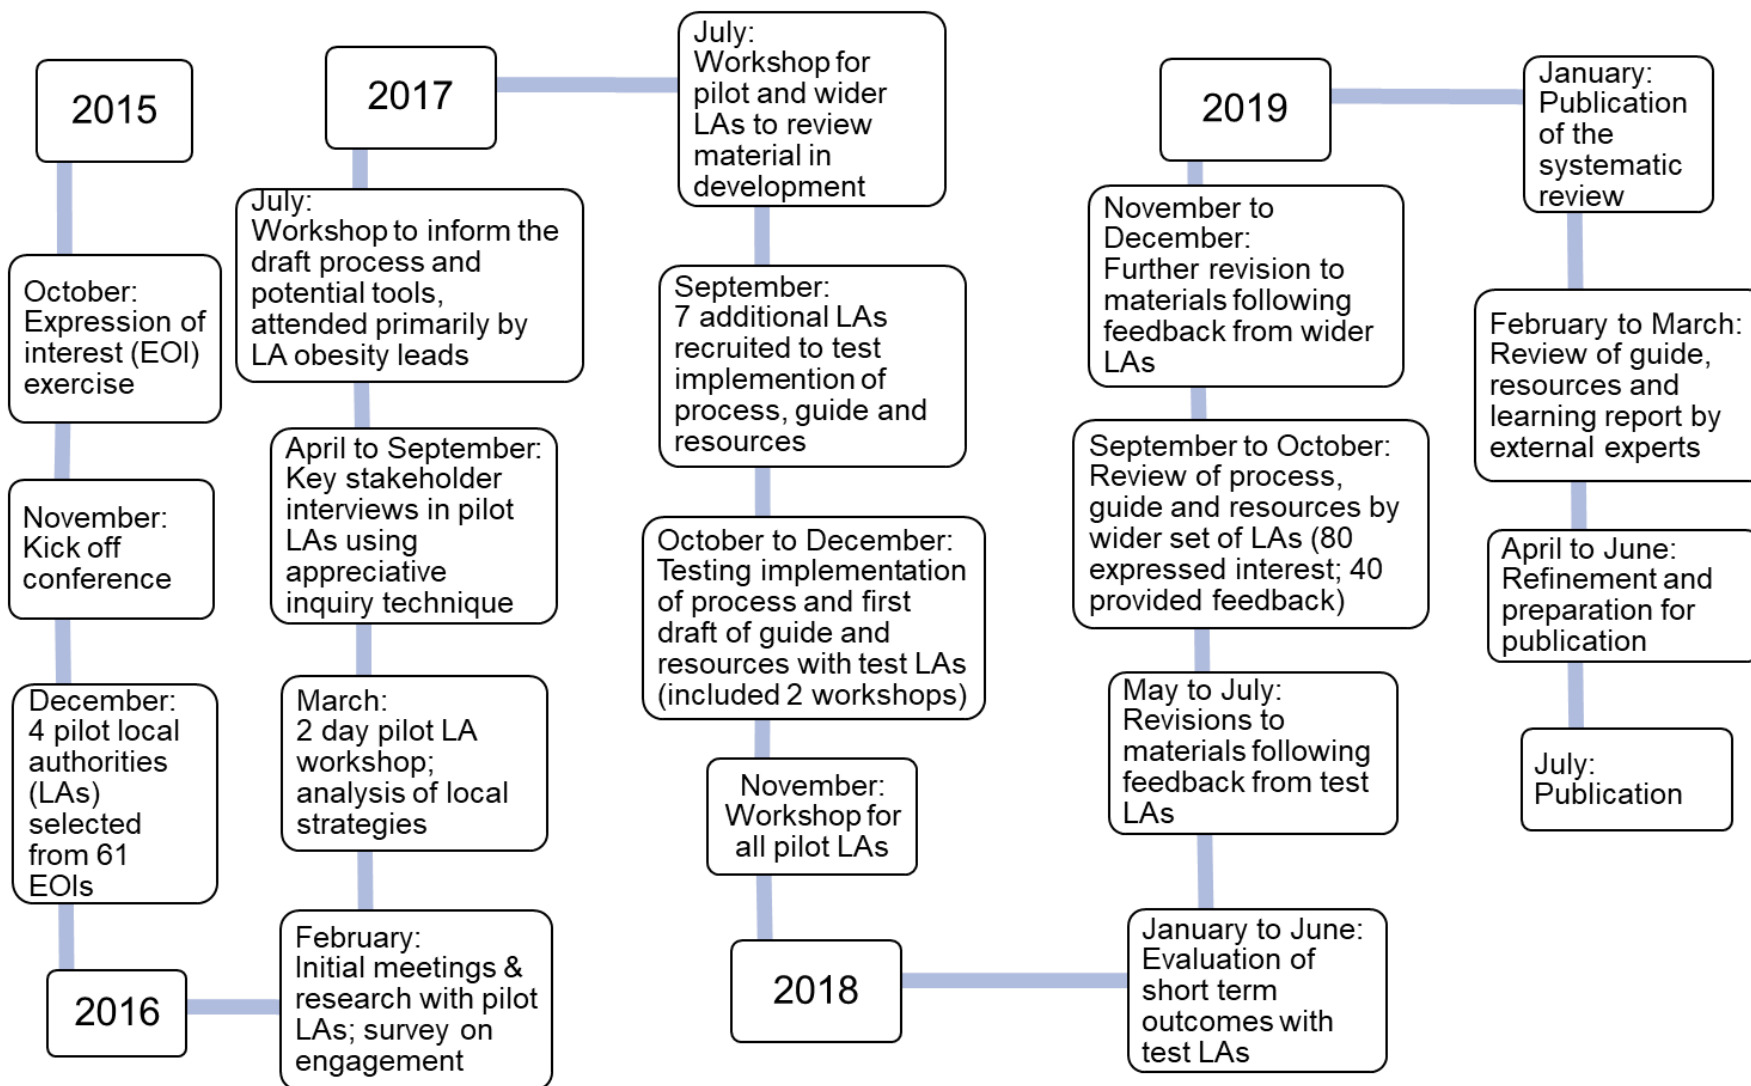 2015
October:
Expression of
interest (EOI)
exercise
November:
Kick off
conference
December:
4 pilot local
authorities
(LAs)
selected
from 61
EOIs
2016
February:
Initial meetings &
research with pilot
LAs; survey on
engagement
March:
2 day pilot LA
workshop;
analysis of local
strategies
April to September:
Key stakeholder
interviews in pilot
LAs using
appreciative
inquiry technique
July:
Workshop to inform the
draft process and
potential tools,
attended primarily by
LA obesity leads
2017
July:
Workshop for
pilot and wider
LAs to review
material in
development
September:
7 additional LAs
recruited to test
implemention of
process, guide and
resources
October to December:
Testing implementation
of process and first
draft of guide and
resources with test LAs
(included 2 workshops)
November:
Workshop for
all pilot LAs
2018
January to June:
Evaluation of
short term
outcomes with
test LAs
May to July:
Revisions to
materials following
feedback from test
LAs
September to October:
Review of process,
guide and resources by
wider set of LAs (80
expressed interest; 40
provided feedback)
November to
December:
Further revision to
materials following
feedback from wider
LAs
2019
January:
Publication
of the
systematic
review
February to March:
Review of guide,
resources and
learning report by
external experts
April to June:
Refinement and
preparation for
publication
July:
Publication